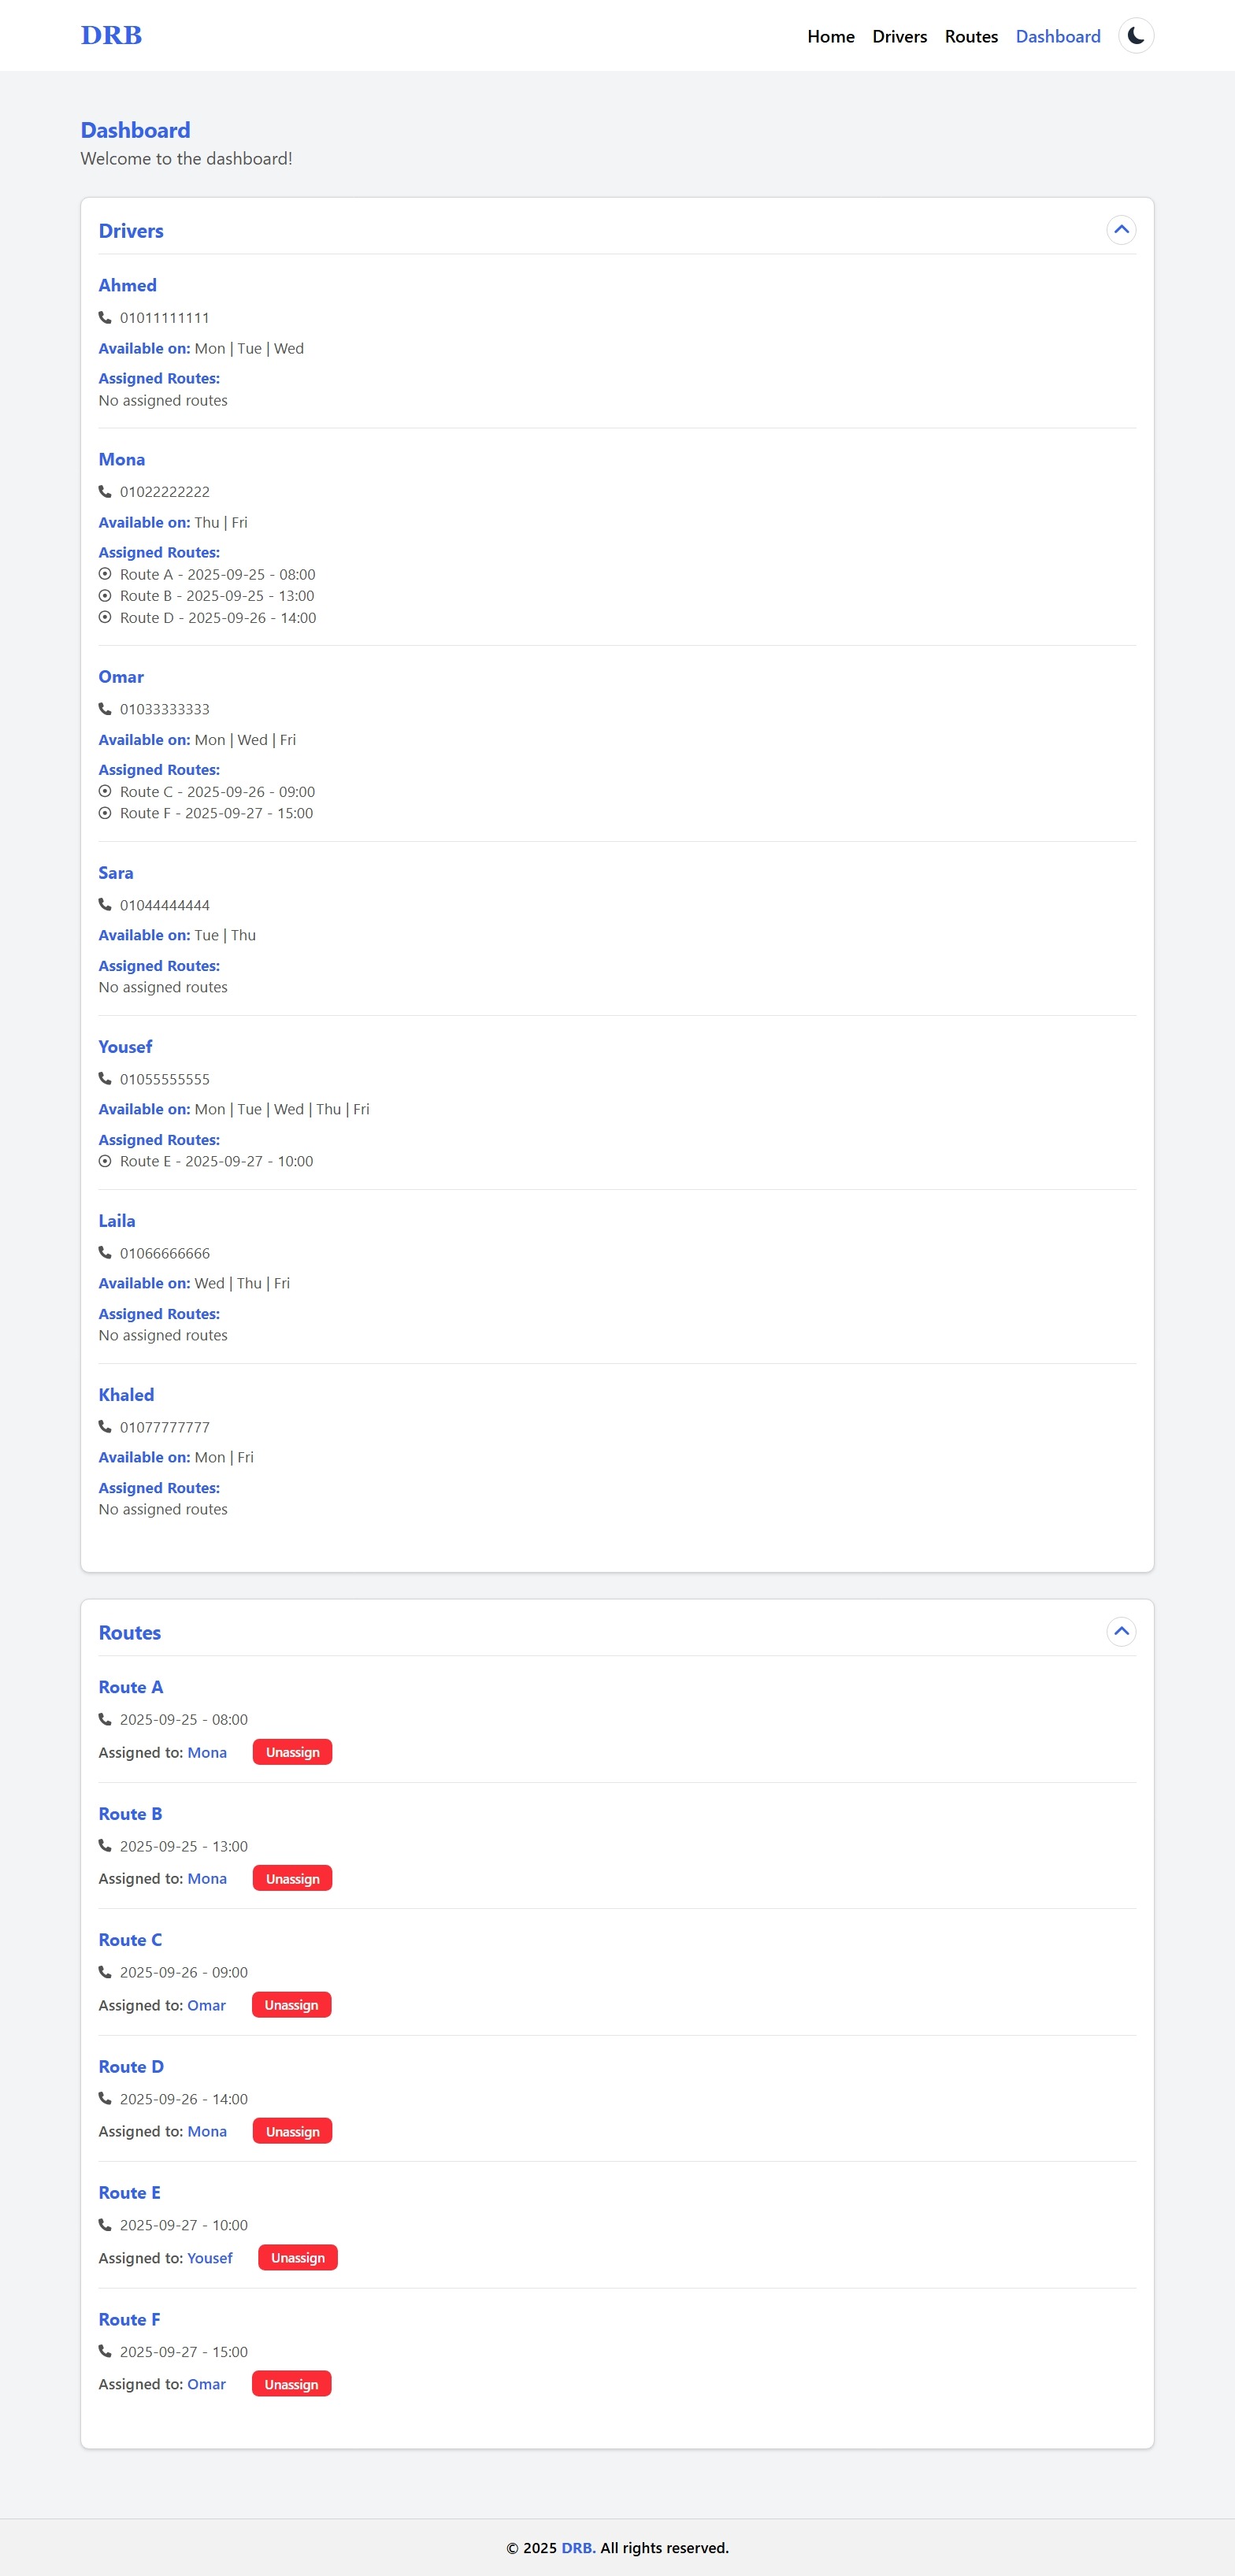 DRB
Home Drivers Routes Dashboard
Dashboard
Welcome to the dashboard!
Drivers
Ahmed
01011111111
Available on: Mon | Tue | Wed
Assigned Routes:
No assigned routes
Mona
01022222222
Available on: Thu | Fri
Assigned Routes:
Route A - 2025-09-25 - 08:00
Route B - 2025-09-25 - 13:00
Route D - 2025-09-26 - 14:00
Omar
01033333333
Available on: Mon | Wed | Fri
Assigned Routes:
Route C - 2025-09-26 - 09:00
Route F - 2025-09-27 - 15:00
Sara
01044444444
Available on: Tue | Thu
Assigned Routes:
No assigned routes
Yousef
01055555555
Available on: Mon | Tue | Wed | Thu | Fri
Assigned Routes:
Route E - 2025-09-27 - 10:00
Laila
01066666666
Available on: Wed | Thu | Fri
Assigned Routes:
No assigned routes
Khaled
01077777777
Available on: Mon | Fri
Assigned Routes:
No assigned routes
Routes
Route A
2025-09-25 - 08:00
Assigned to: Mona Unassign
Route B
2025-09-25 - 13:00
Assigned to: Mona Unassign
Route C
2025-09-26 - 09:00
Assigned to: Omar Unassign
Route D
2025-09-26 - 14:00
Assigned to: Mona Unassign
Route E
2025-09-27 - 10:00
Assigned to: Yousef Unassign
Route F
2025-09-27 - 15:00
Assigned to: Omar Unassign
© 2025 DRB. All rights reserved.